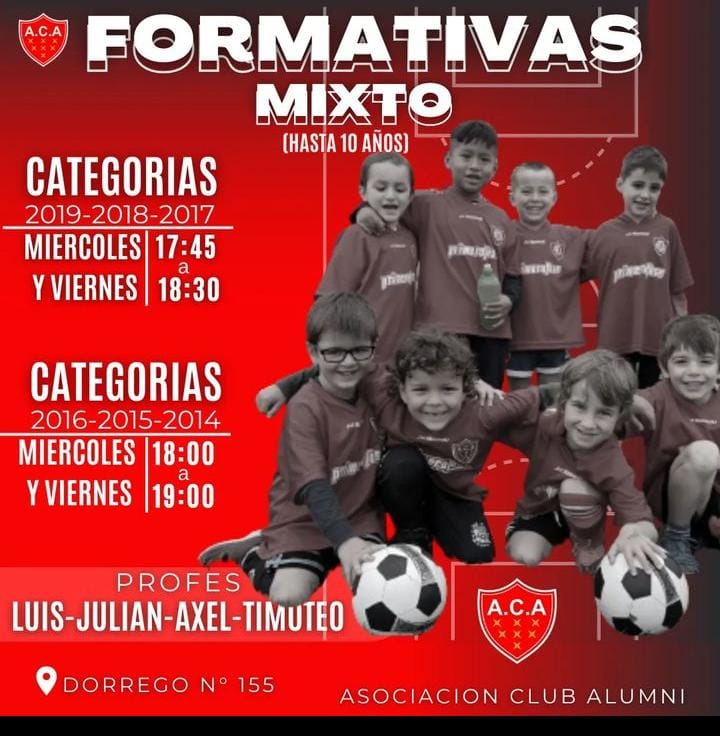 A.C.A
FORMATIVAS
MIXTO
(HASTA 10 AÑOS)
CATEGORIAS
2019-2018-2017
MIERCOLES
Y VIERNES
17:45
a
18:30
CATEGORIAS
2016-2015-2014
MIERCOLES
Y VIERNES
18:00
a
19:00
PROFES
LUIS-JULIAN-AXEL-TIMOTEO
A.C.A
DORREGO N° 155
ASOCIACION CLUB ALUMNI